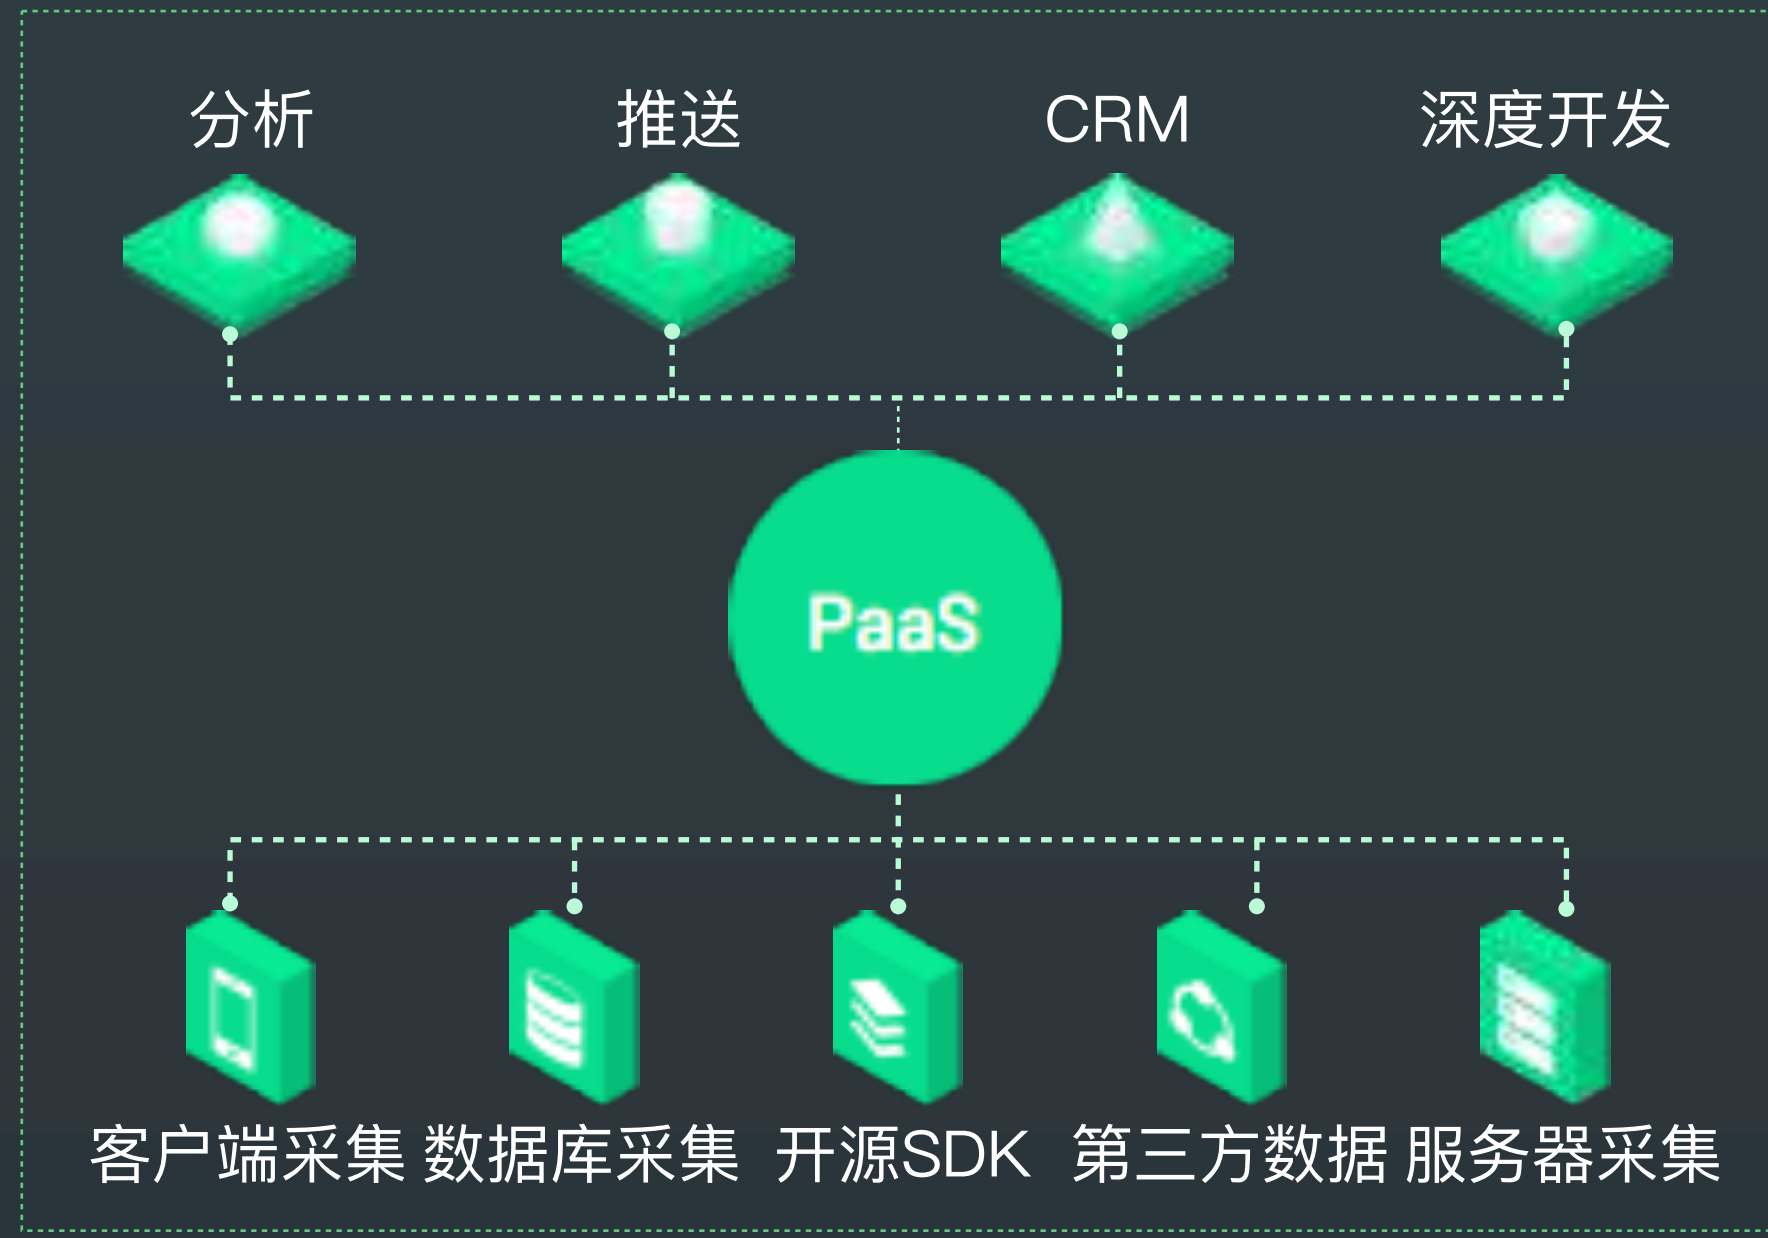 分析 推送 CRM 深度开发
PaaS
客户端采集 数据库采集 开源SDK 第三方数据 服务器采集